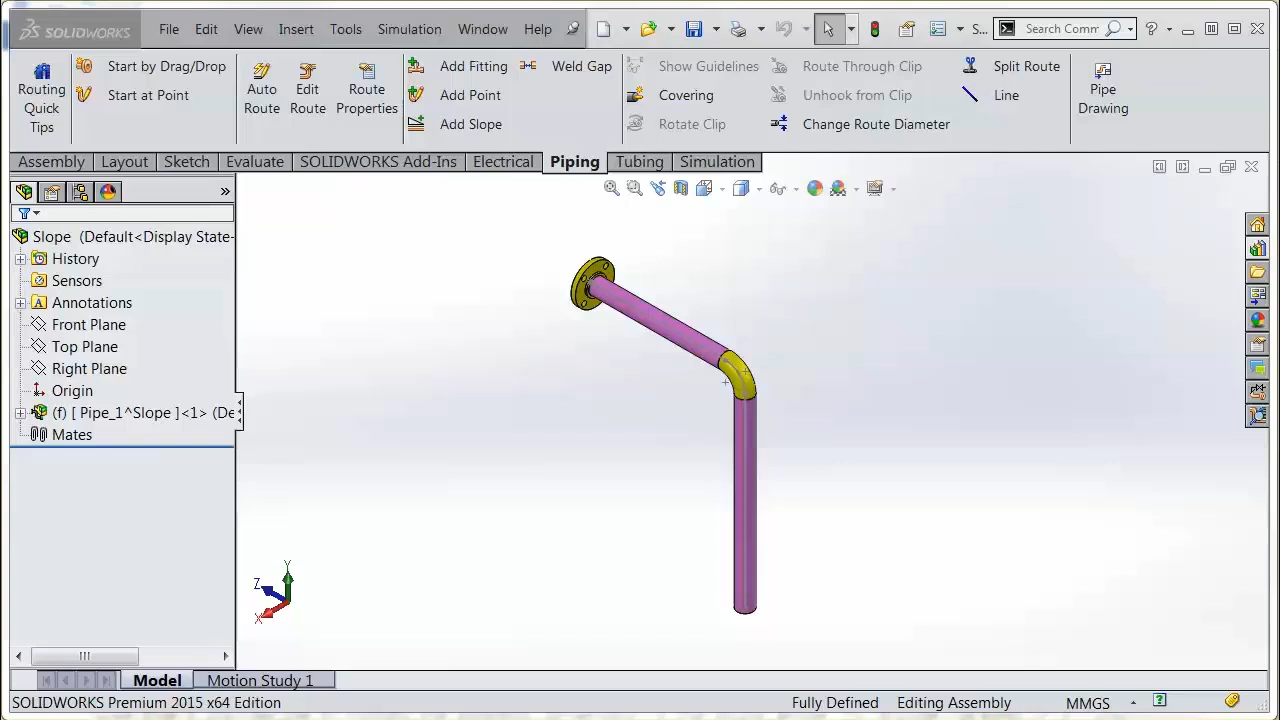 SOLIDWORKS File Edit View Insert Tools Simulation Window Help S... Search Comm
Routing Quick Tips
Start by Drag/Drop
Start at Point
Auto Route
Edit Route
Route Properties
Add Fitting
Add Point
Add Slope
Weld Gap
Show Guidelines
Covering
Rotate Clip
Route Through Clip
Unhook from Clip
Change Route Diameter
Split Route
Line
Pipe Drawing
Assembly Layout Sketch Evaluate SOLIDWORKS Add-Ins Electrical Piping Tubing Simulation
Slope (Default<Display State-
History
Sensors
Annotations
Front Plane
Top Plane
Right Plane
Origin
(f) [ Pipe_1^Slope ]<1> (De
Mates
Y
Z
X
Model Motion Study 1
SOLIDWORKS Premium 2015 x64 Edition Fully Defined Editing Assembly MMGS